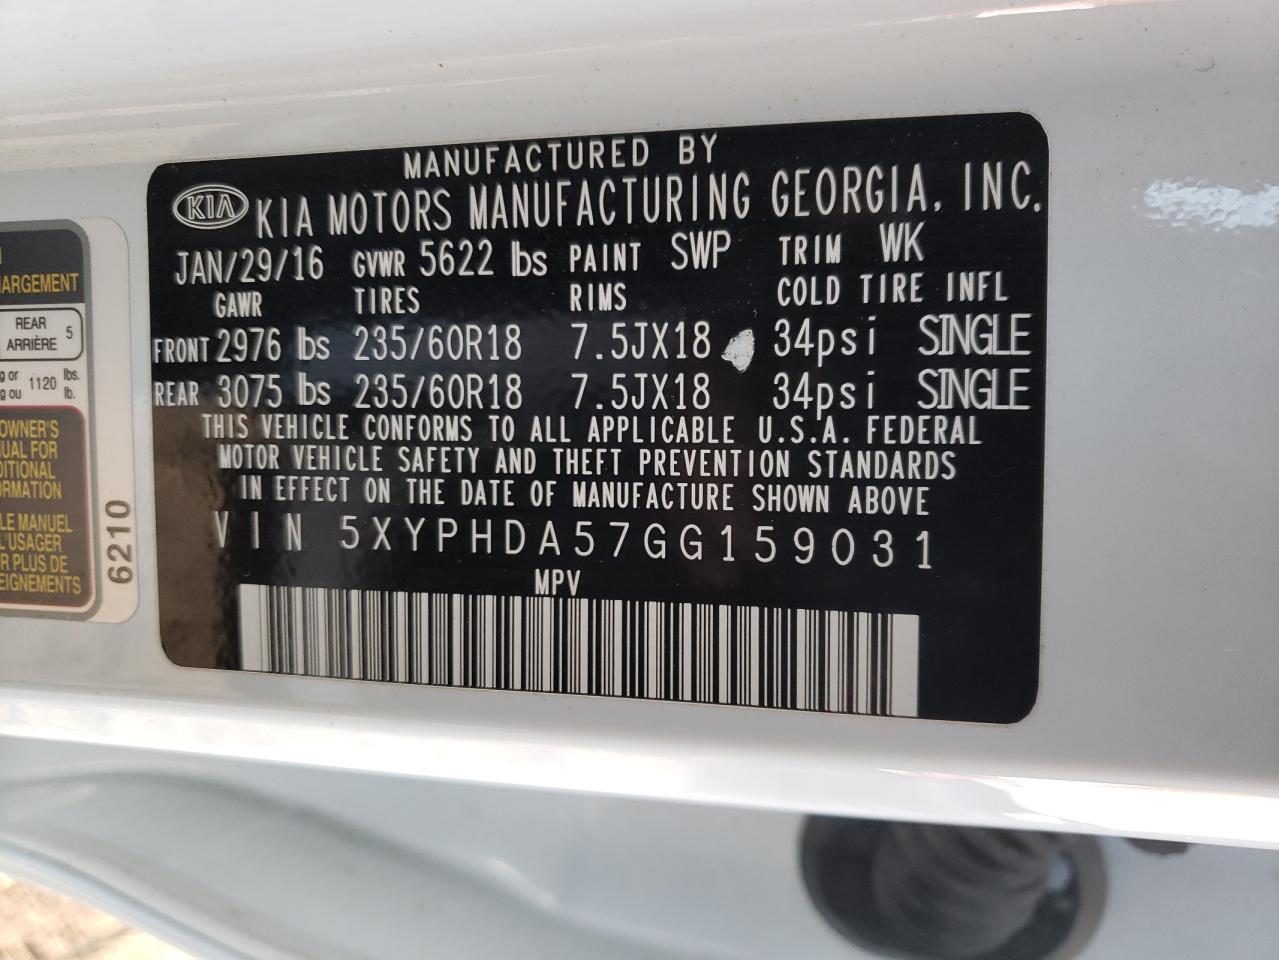 MANUFACTURED BY
KIA KIA MOTORS MANUFACTURING GEORGIA, INC.
JAN/29/16 GVWR 5622 lbs PAINT SWP TRIM WK
GAWR TIRES RIMS COLD TIRE INFL
FRONT 2976 lbs 235/60R18 7.5JX18 34psi SINGLE
REAR 3075 lbs 235/60R18 7.5JX18 34psi SINGLE
THIS VEHICLE CONFORMS TO ALL APPLICABLE U.S.A. FEDERAL
MOTOR VEHICLE SAFETY AND THEFT PREVENTION STANDARDS
IN EFFECT ON THE DATE OF MANUFACTURE SHOWN ABOVE
VIN 5XYPHDA57GG159031
MPV
ARGEMENT
REAR 5
ARRIÈRE
g or 1120 lbs.
g ou lb.
OWNER'S
UAL FOR
DITIONAL
ORMATION
LE MANUEL
L'USAGER
R PLUS DE
EIGNEMENTS
6210